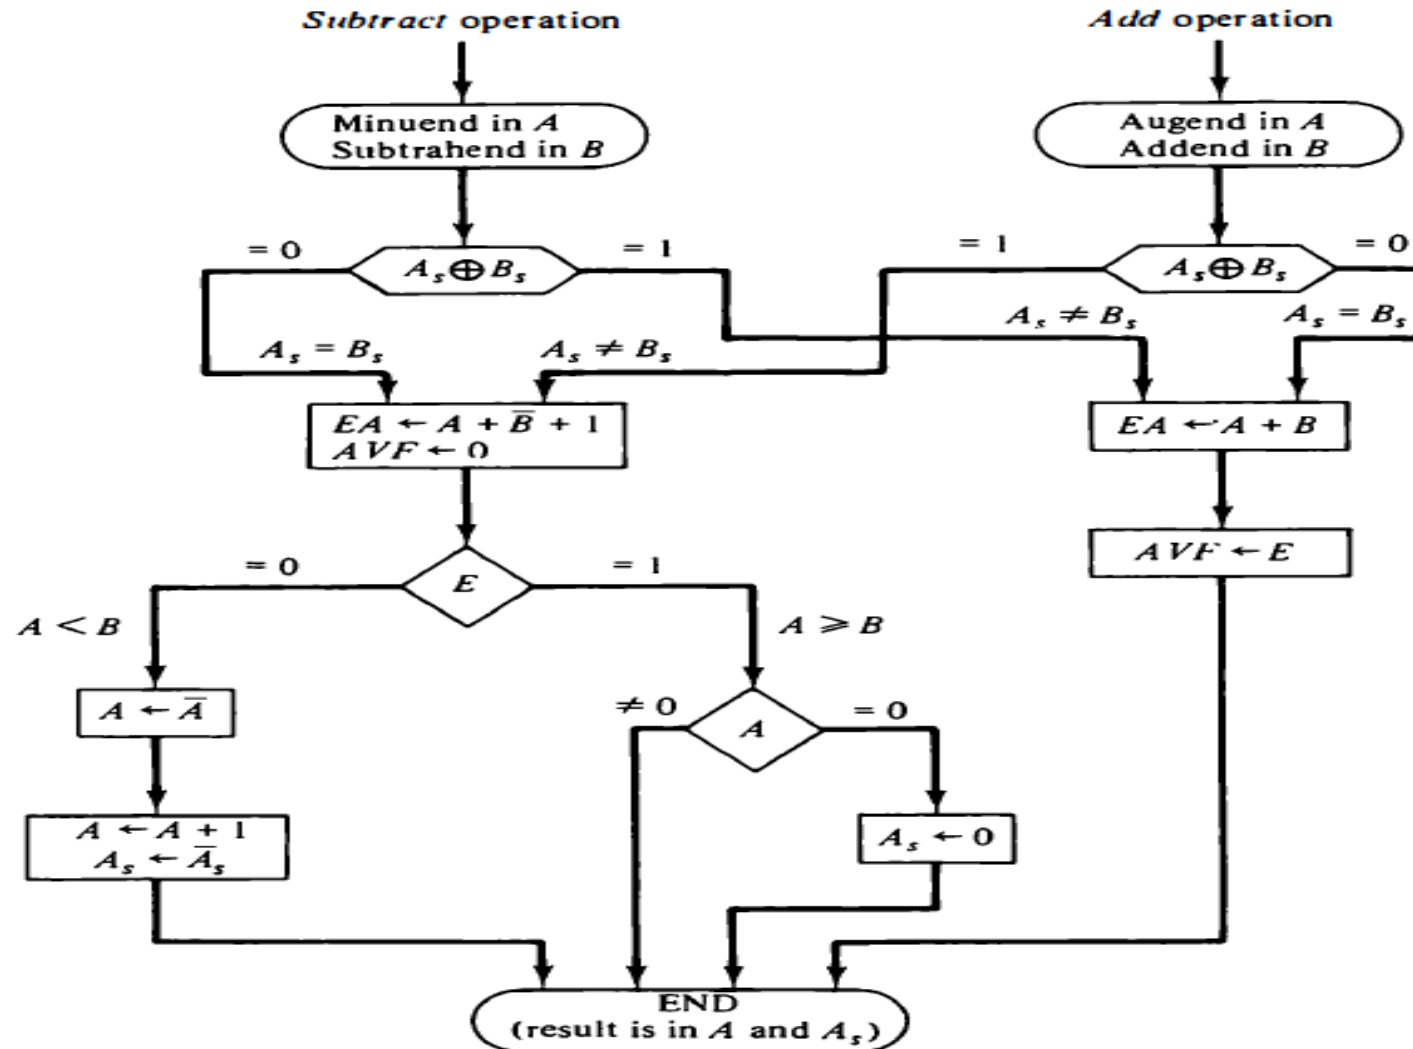 Subtract operation
Add operation
Minuend in A
Subtrahend in B
Augend in A
Addend in B
= 0
A_s ⊕ B_s
= 1
= 1
A_s ⊕ B_s
= 0
A_s = B_s
A_s ≠ B_s
A_s ≠ B_s
A_s = B_s
EA ← A + B̅ + 1
AVF ← 0
EA ← A + B
= 0
E
= 1
AVF ← E
A < B
A ⩾ B
A ← A̅
≠ 0
A
= 0
A ← A + 1
A_s ← A̅_s
A_s ← 0
END
(result is in A and A_s)